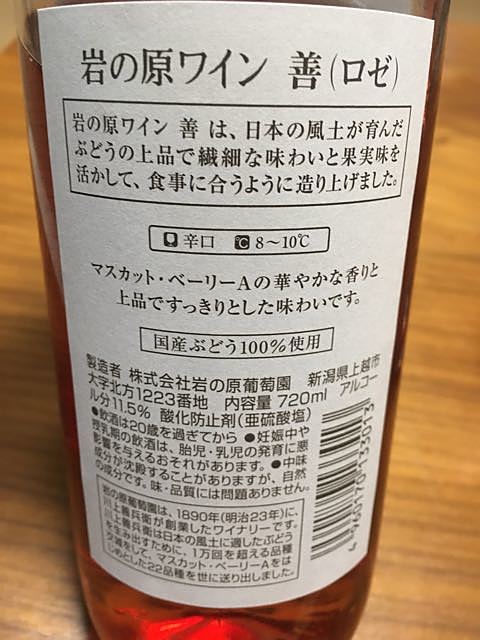 岩の原ワイン 善(ロゼ)
岩の原ワイン 善 は、日本の風土が育んだ
ぶどうの上品で繊細な味わいと果実味を
活かして、食事に合うように造り上げました。
辛口 ℃ 8~10℃
マスカット・ベーリーAの華やかな香りと
上品ですっきりとした味わいです。
国産ぶどう100%使用
製造者 株式会社岩の原葡萄園 新潟県上越市
大字北方1223番地 内容量720ml アルコー
ル分11.5% 酸化防止剤(亜硫酸塩)
●飲酒は20歳を過ぎてから ●妊娠中や
授乳期の飲酒は、胎児・乳児の発育に悪
影響を与えるおそれがあります。●中味
成分が沈殿することがありますが、自然
の成分です。味・品質には問題ありません。
岩の原葡萄園は、1890年(明治23年)に、
川上善兵衛が創業したワイナリーです。
川上善兵衛は日本の風土に適したぶどう
を生み出すために、1万回を超える品種
交雑をして、マスカット・ベーリーAをは
じめとした22品種を世に送り出しました。
4 960170 133013